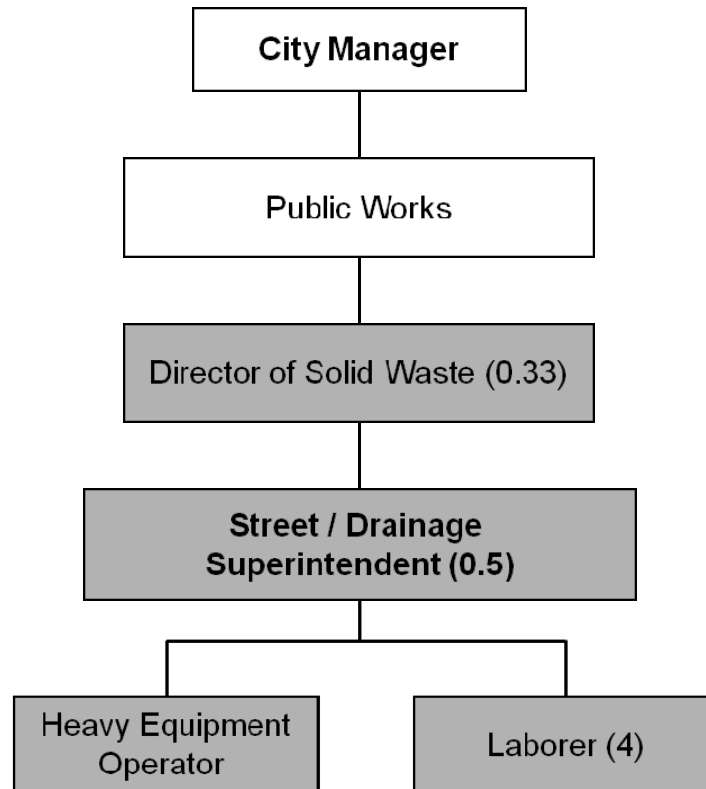 City Manager
Public Works
Director of Solid Waste (0.33)
Street / Drainage
Superintendent (0.5)
Heavy Equipment
Operator
Laborer (4)